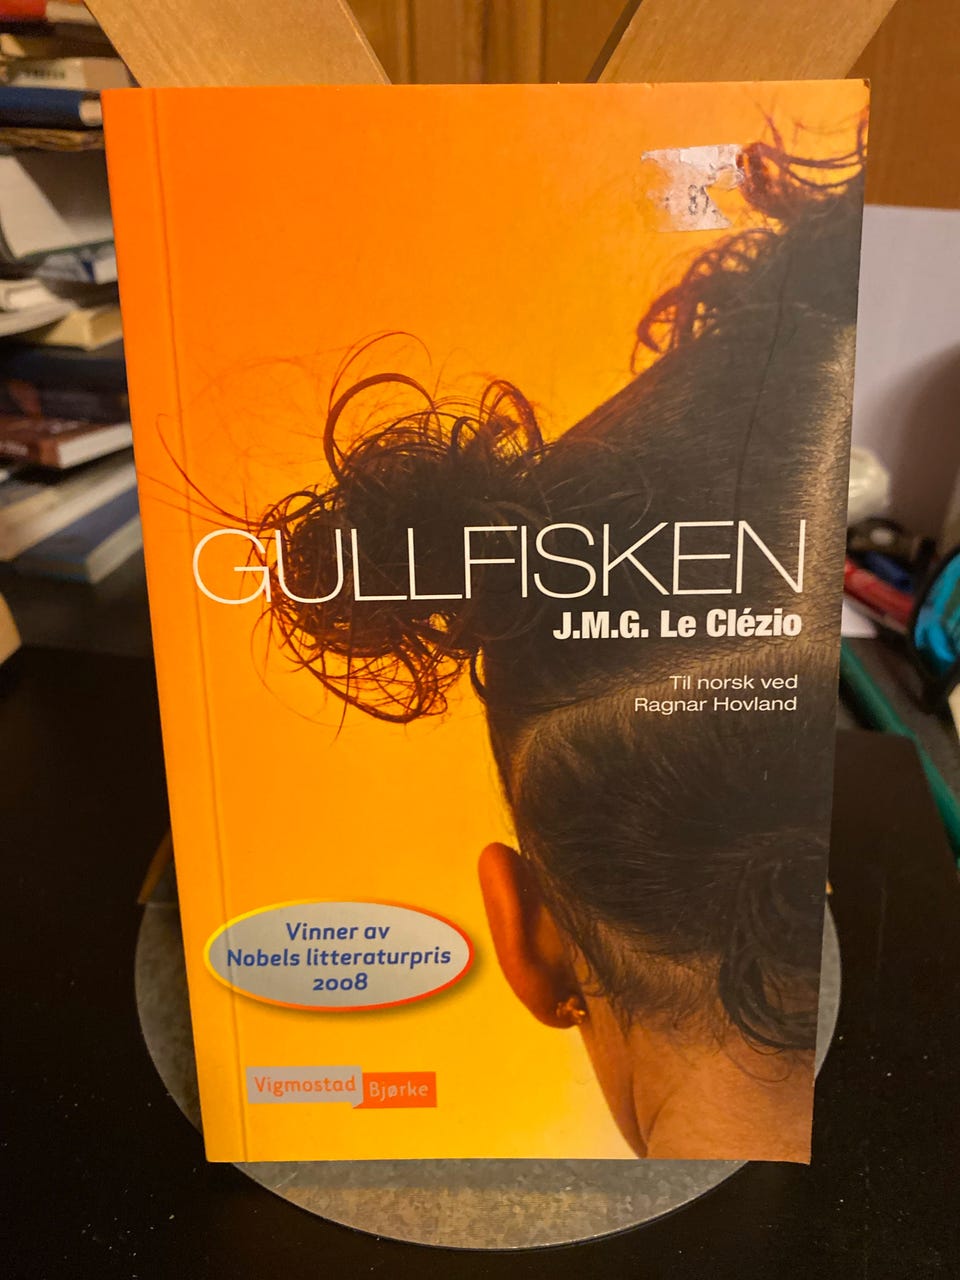 GULLFISKEN
J.M.G. Le Clézio
Til norsk ved
Ragnar Hovland
Vinner av
Nobels litteraturpris
2008
Vigmostad
Bjørke